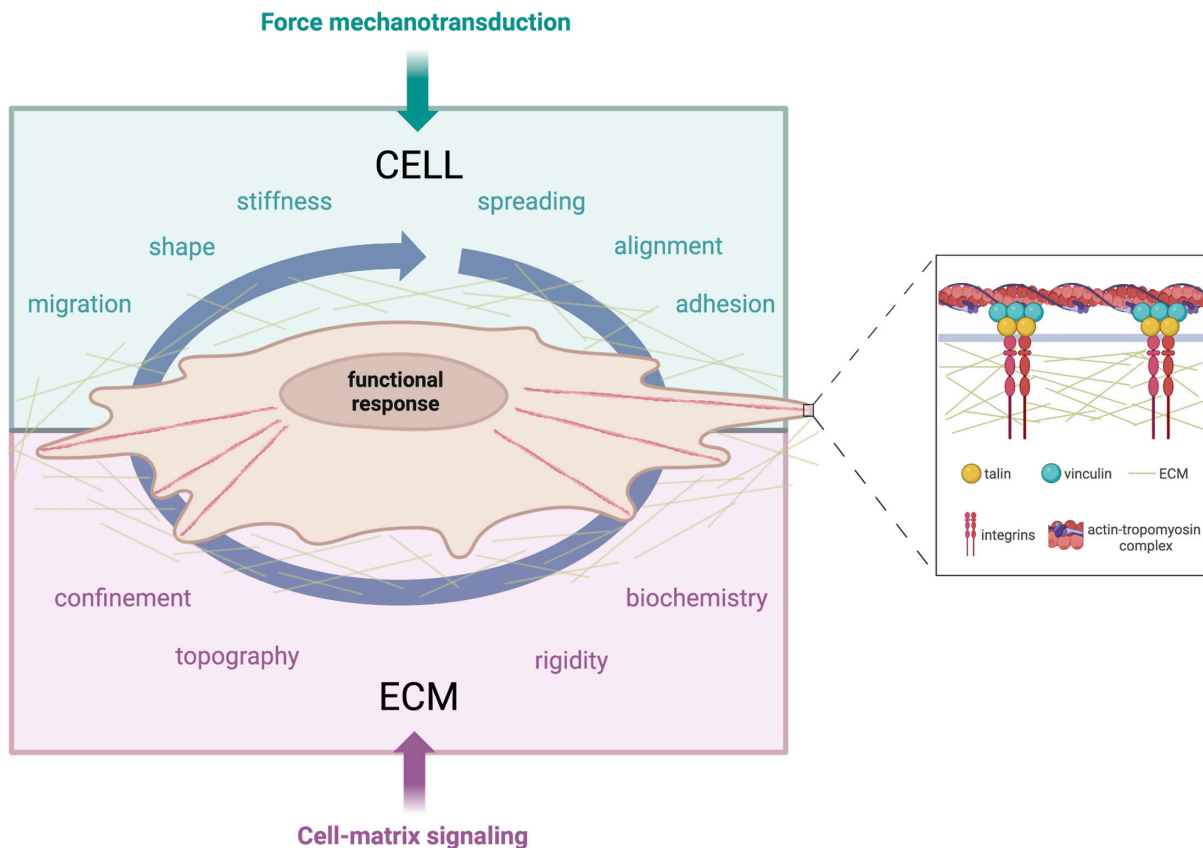 Force mechanotransduction
CELL
stiffness
spreading
shape
alignment
migration
adhesion
functional
response
talin
vinculin
ECM
integrins
actin-tropomyosin
complex
confinement
biochemistry
topography
rigidity
ECM
Cell-matrix signaling